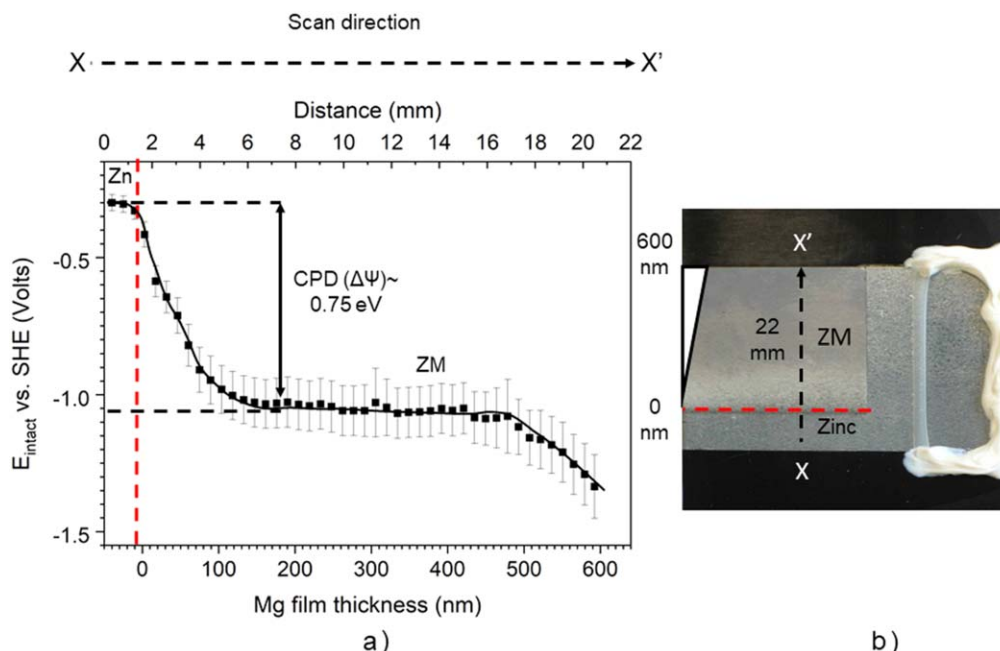 Scan direction
X
X'
Distance (mm)
0 2 4 6 8 10 12 14 16 18 20 22
Zn
-0.5
-1.0
-1.5
E_intact vs. SHE (Volts)
CPD (ΔΨ)~
0.75 eV
ZM
0 100 200 300 400 500 600
Mg film thickness (nm)
a)
600
nm
X'
22
mm
ZM
0
nm
Zinc
X
b)